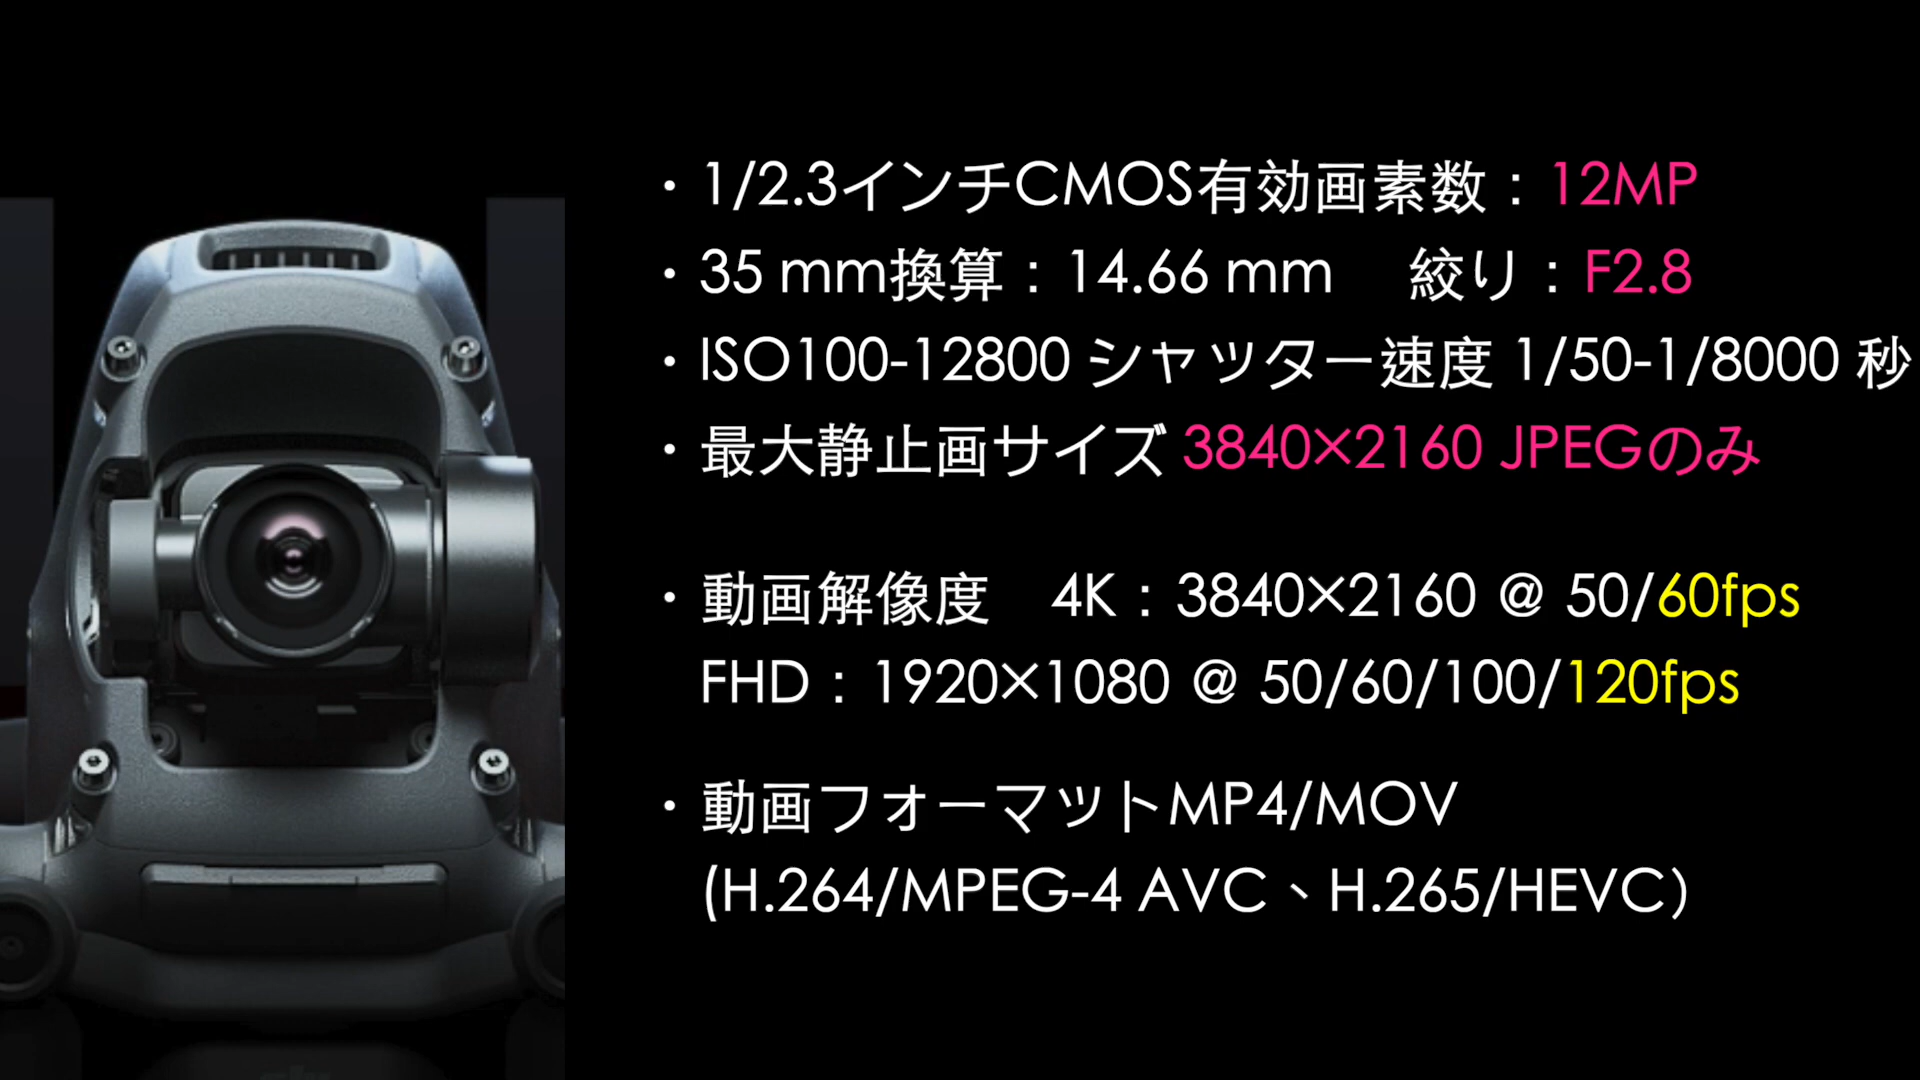 ・1/2.3インチCMOS有効画素数：12MP
・35 mm換算：14.66 mm　絞り：F2.8
・ISO100-12800 シャッター速度 1/50-1/8000 秒
・最大静止画サイズ 3840×2160 JPEGのみ
・動画解像度　4K：3840×2160 @ 50/60fps
FHD：1920×1080 @ 50/60/100/120fps
・動画フォーマットMP4/MOV
(H.264/MPEG-4 AVC、H.265/HEVC)